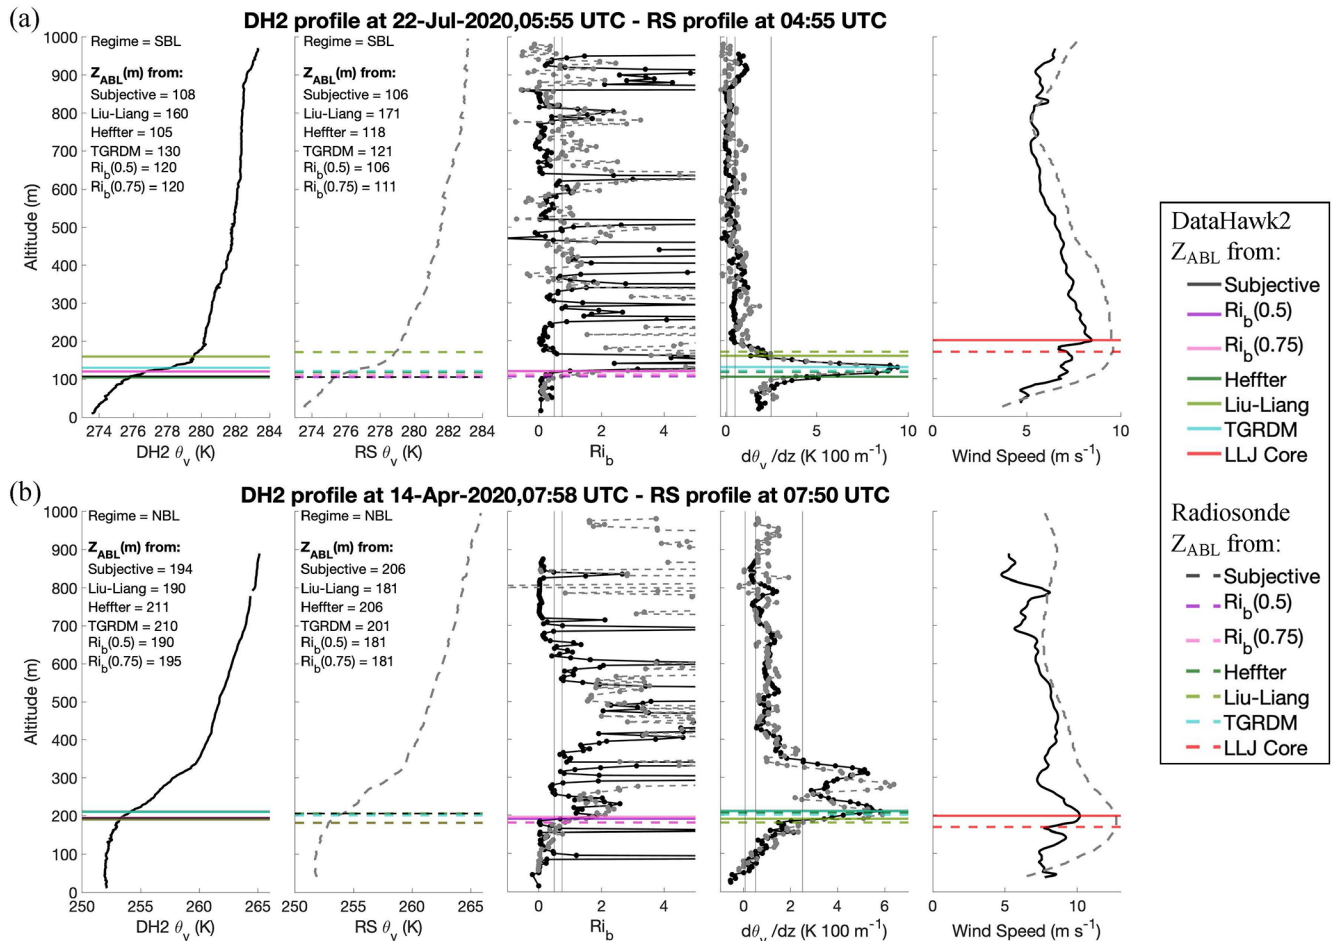 (a)
DH2 profile at 22-Jul-2020,05:55 UTC - RS profile at 04:55 UTC
Altitude (m)
1000
900
800
700
600
500
400
300
200
100
0
Regime = SBL
Z_ABL(m) from:
Subjective = 108
Liu-Liang = 160
Heffter = 105
TGRDM = 130
Ri_b(0.5) = 120
Ri_b(0.75) = 120
274 276 278 280 282 284
DH2 θ_v (K)
Regime = SBL
Z_ABL(m) from:
Subjective = 106
Liu-Liang = 171
Heffter = 118
TGRDM = 121
Ri_b(0.5) = 106
Ri_b(0.75) = 111
274 276 278 280 282 284
RS θ_v (K)
0 2 4
Ri_b
0 5 10
dθ_v /dz (K 100 m⁻¹)
0 5 10
Wind Speed (m s⁻¹)
(b)
DH2 profile at 14-Apr-2020,07:58 UTC - RS profile at 07:50 UTC
Altitude (m)
1000
900
800
700
600
500
400
300
200
100
0
Regime = NBL
Z_ABL(m) from:
Subjective = 194
Liu-Liang = 190
Heffter = 211
TGRDM = 210
Ri_b(0.5) = 190
Ri_b(0.75) = 195
250 255 260 265
DH2 θ_v (K)
Regime = NBL
Z_ABL(m) from:
Subjective = 206
Liu-Liang = 181
Heffter = 206
TGRDM = 201
Ri_b(0.5) = 181
Ri_b(0.75) = 181
250 255 260 265
RS θ_v (K)
0 2 4
Ri_b
0 2 4 6
dθ_v /dz (K 100 m⁻¹)
0 5 10
Wind Speed (m s⁻¹)
DataHawk2
Z_ABL from:
Subjective
Ri_b(0.5)
Ri_b(0.75)
Heffter
Liu-Liang
TGRDM
LLJ Core
Radiosonde
Z_ABL from:
Subjective
Ri_b(0.5)
Ri_b(0.75)
Heffter
Liu-Liang
TGRDM
LLJ Core